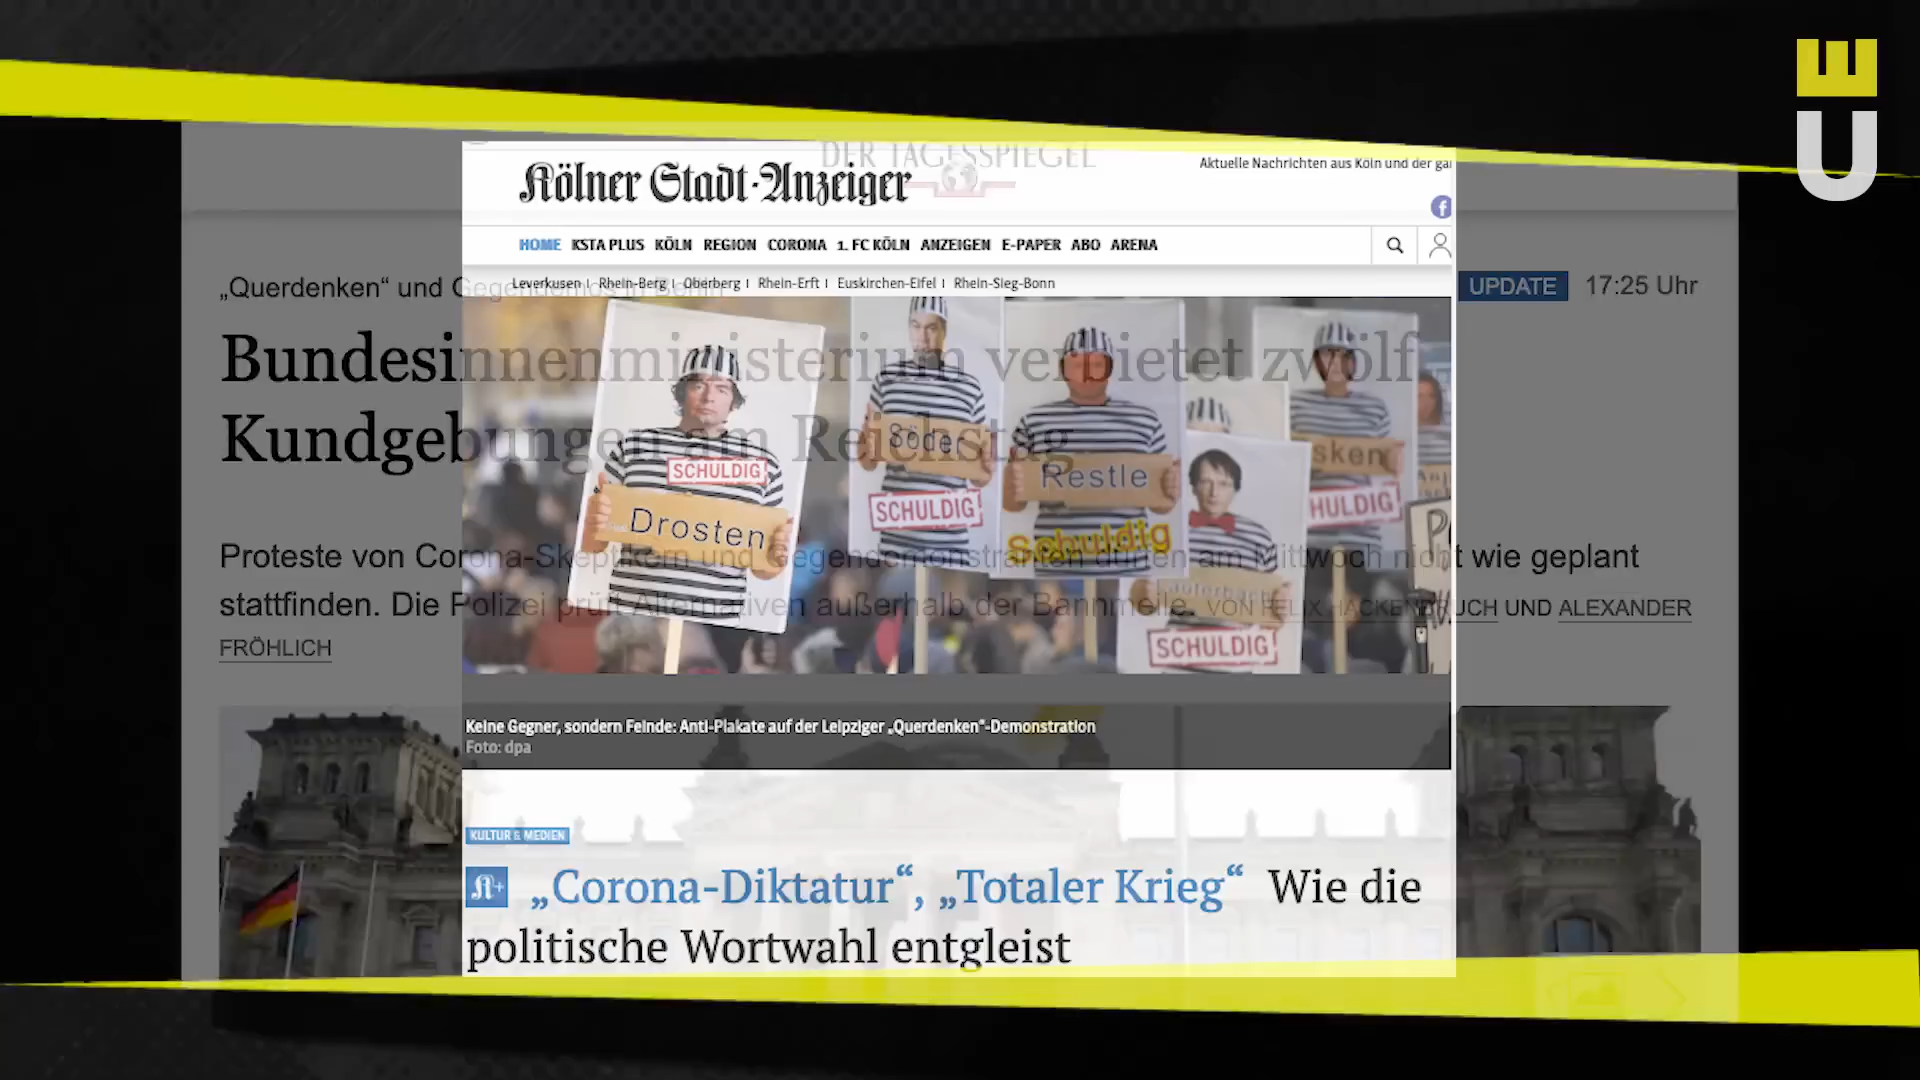 DER TAGESSPIEGEL
Kölner Stadt-Anzeiger
Aktuelle Nachrichten aus Köln und der
HOME KSTA PLUS KÖLN REGION CORONA 1. FC KÖLN ANZEIGEN E-PAPER ABO ARENA
Leverkusen | Rhein-Berg | Oberberg | Rhein-Erft | Euskirchen-Eifel | Rhein-Sieg-Bonn
„Querdenken“ und Gegendemos in Berlin
UPDATE 17:25 Uhr
Bundesinnenministerium verbietet zwölf
Kundgebungen am Reichstag
SCHULDIG
Drosten
Söder
SCHULDIG
Restle
Schuldig
SCHULDIG
sken
HULDIG
Proteste von Corona-Skeptikern und Gegendemonstranten dürfen am Mittwoch nicht wie geplant
stattfinden. Die Polizei prüft Alternativen außerhalb der Bannmeile. VON FELIX HACKENBRUCH UND ALEXANDER
FRÖHLICH
Keine Gegner, sondern Feinde: Anti-Plakate auf der Leipziger „Querdenken“-Demonstration
Foto: dpa
KULTUR & MEDIEN
„Corona-Diktatur“, „Totaler Krieg“ Wie die
politische Wortwahl entgleist